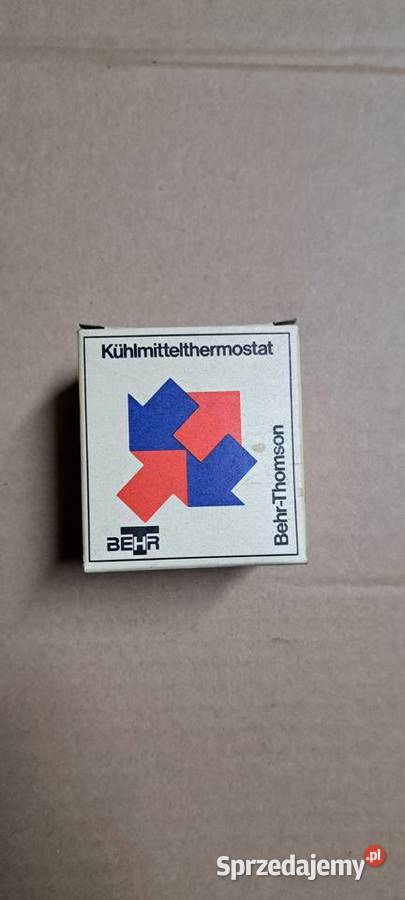 Kühlmittelthermostat
Behr-Thomson
BEHR
Sprzedajemy.pl